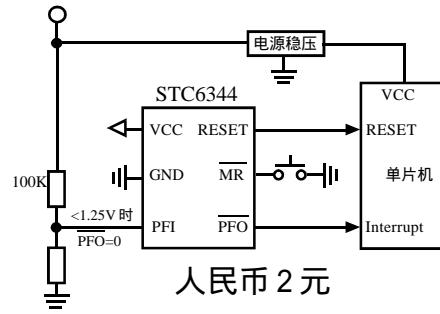 电源稳压
STC6344
VCC
VCC
RESET
RESET
100K
GND
MR
单片机
<1.25V 时
PFO=0
PFI
PFO
Interrupt
人民币 2 元